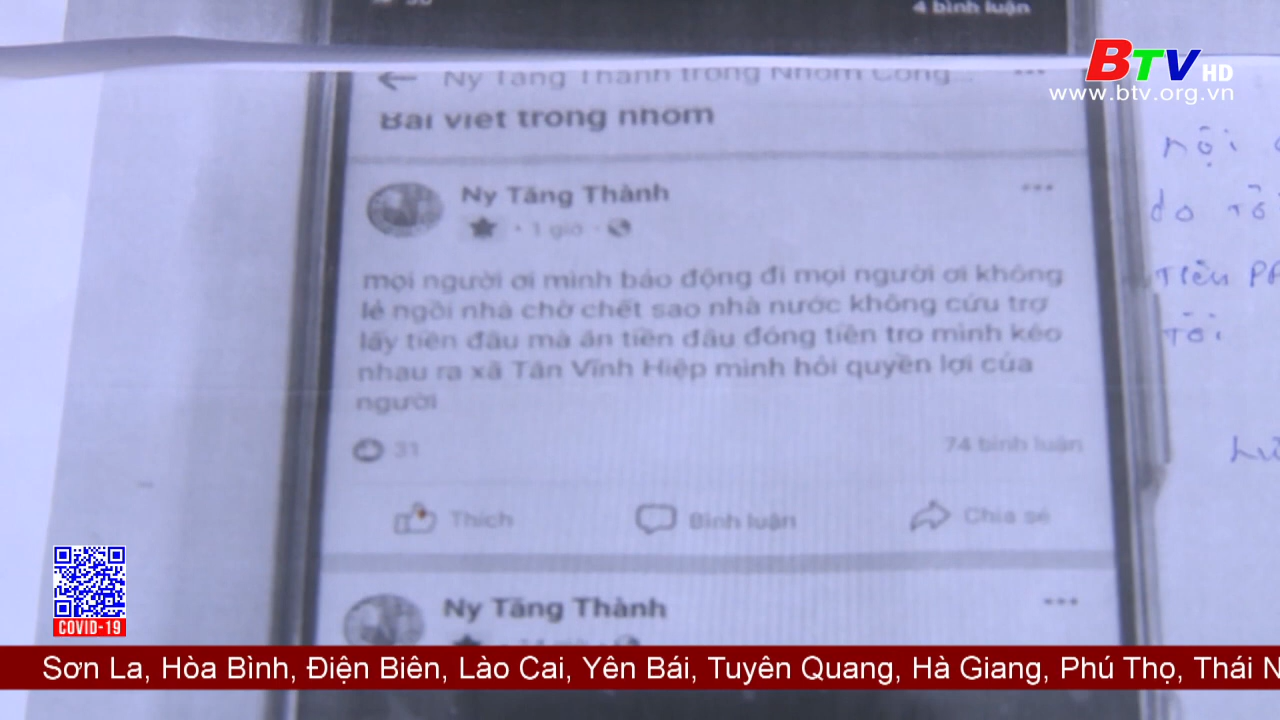 4 bình luận
BTV HD
www.btv.org.vn
Ny Tăng Thành trong Nhóm Công...
Bài viết trong nhóm
Ny Tăng Thành
1 giờ
mọi người ơi mình báo động đi mọi người ơi không
lẻ ngồi nhà chờ chết sao nhà nước không cứu trợ
lấy tiền đâu mà ăn tiền đâu đóng tiền tro mình kéo
nhau ra xã Tân Vĩnh Hiệp mình hỏi quyền lợi của
người
31
74 bình luận
Thích
Bình luận
Chia sẻ
Ny Tăng Thành
nội
do
Tiền
Tôi
COVID-19
Sơn La, Hòa Bình, Điện Biên, Lào Cai, Yên Bái, Tuyên Quang, Hà Giang, Phú Thọ, Thái N